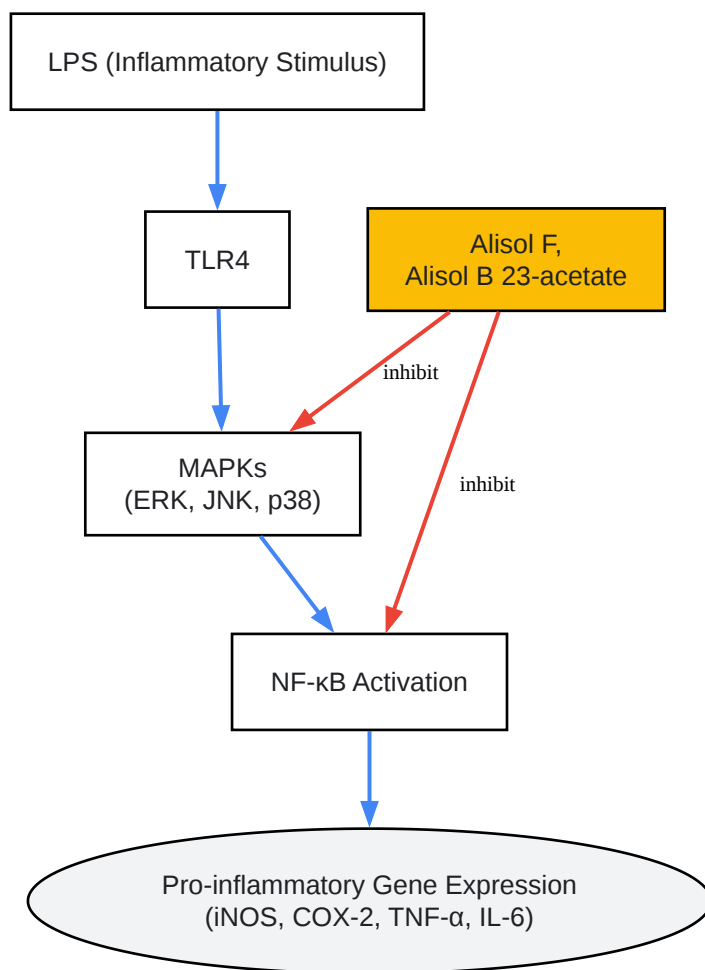 LPS (Inflammatory Stimulus)
TLR4
Alisol F,
Alisol B 23-acetate
inhibit
MAPKs
(ERK, JNK, p38)
inhibit
NF-κB Activation
Pro-inflammatory Gene Expression
(iNOS, COX-2, TNF-α, IL-6)